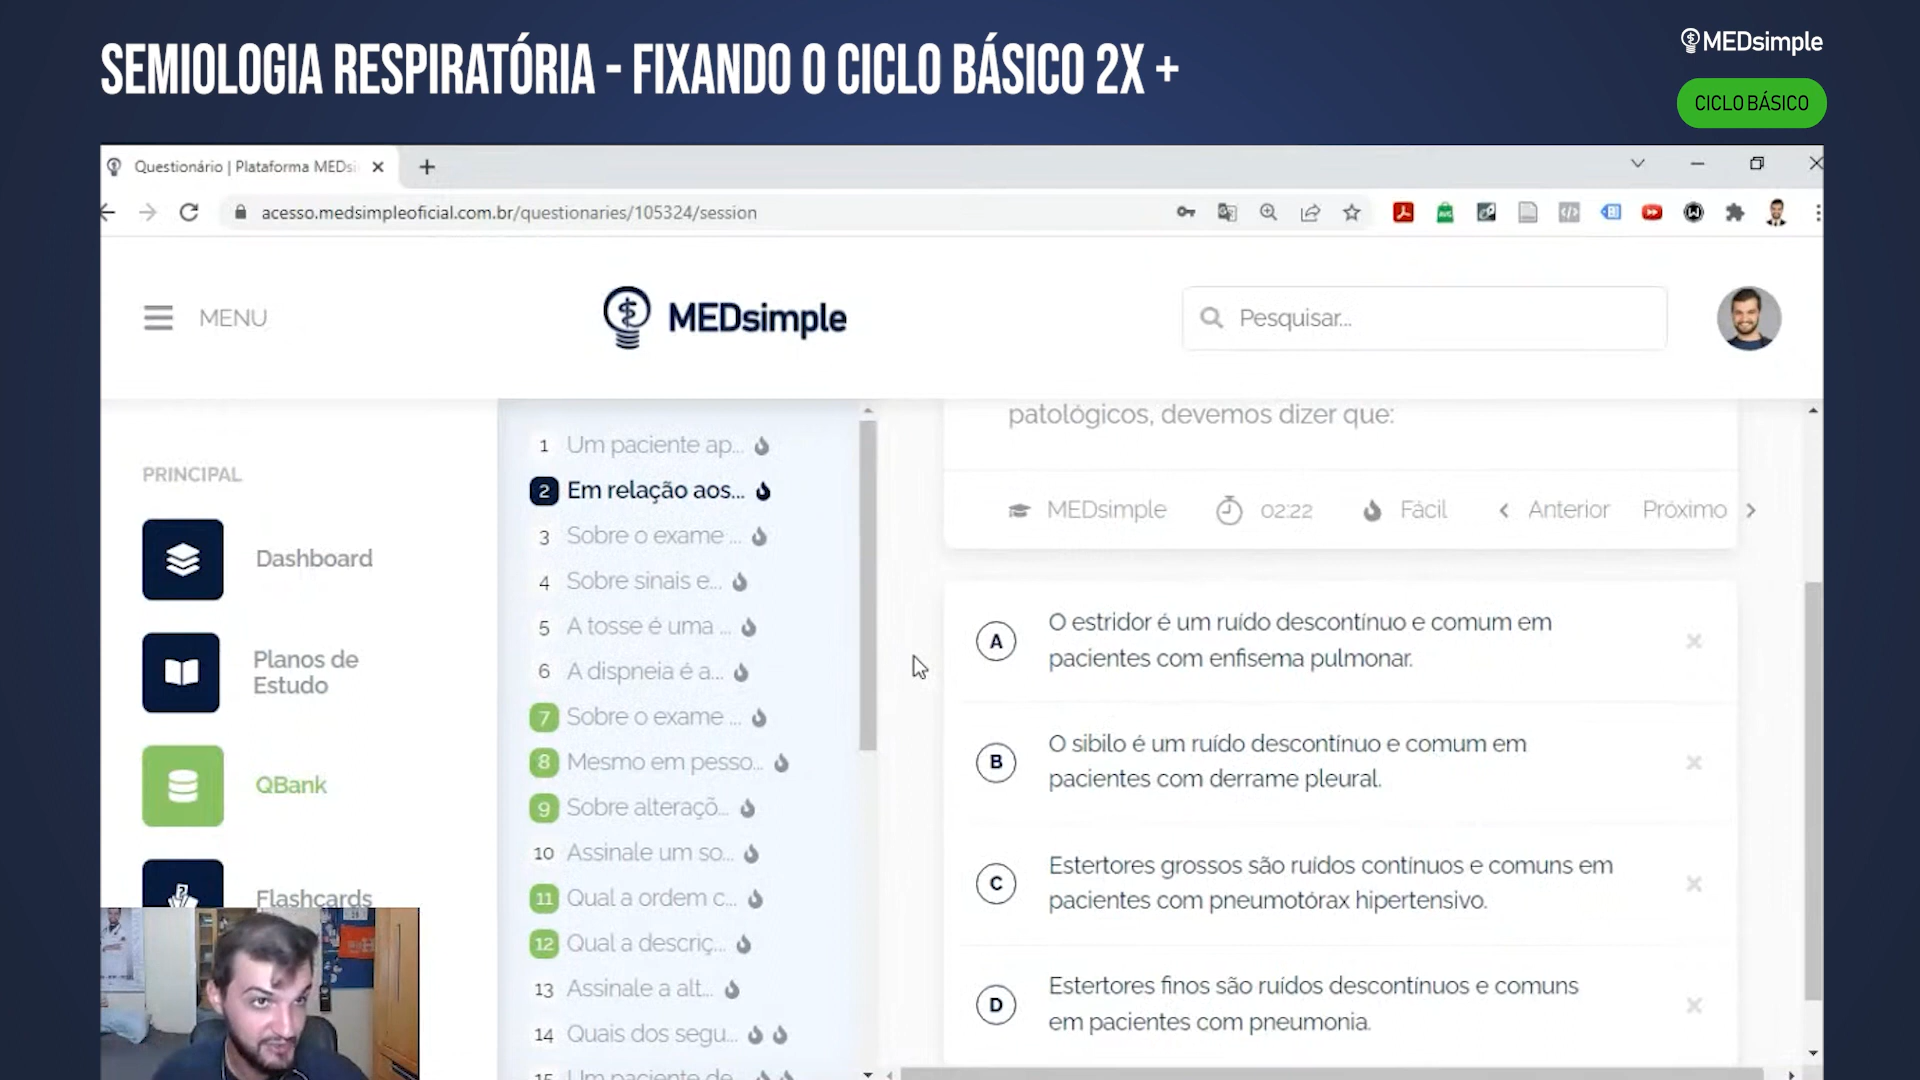 SEMIOLOGIA RESPIRATÓRIA - FIXANDO O CICLO BÁSICO 2X +
MEDsimple
CICLO BÁSICO
Questionário | Plataforma MEDsi
acesso.medsimpleoficial.com.br/questionaries/105324/session
MENU
MEDsimple
Pesquisar...
PRINCIPAL
Dashboard
Planos de
Estudo
QBank
Flashcards
1 Um paciente ap...
2 Em relação aos...
3 Sobre o exame ...
4 Sobre sinais e...
5 A tosse é uma ...
6 A dispneia é a...
7 Sobre o exame ...
8 Mesmo em pesso...
9 Sobre alteraçõ...
10 Assinale um so...
11 Qual a ordem c...
12 Qual a descriç...
13 Assinale a alt...
14 Quais dos segu...
15 Um paciente de
patológicos, devemos dizer que:
MEDsimple 02:22 Fácil Anterior Próximo
A O estridor é um ruído descontínuo e comum em
pacientes com enfisema pulmonar.
B O sibilo é um ruído descontínuo e comum em
pacientes com derrame pleural.
C Estertores grossos são ruídos contínuos e comuns em
pacientes com pneumotórax hipertensivo.
D Estertores finos são ruídos descontínuos e comuns
em pacientes com pneumonia.